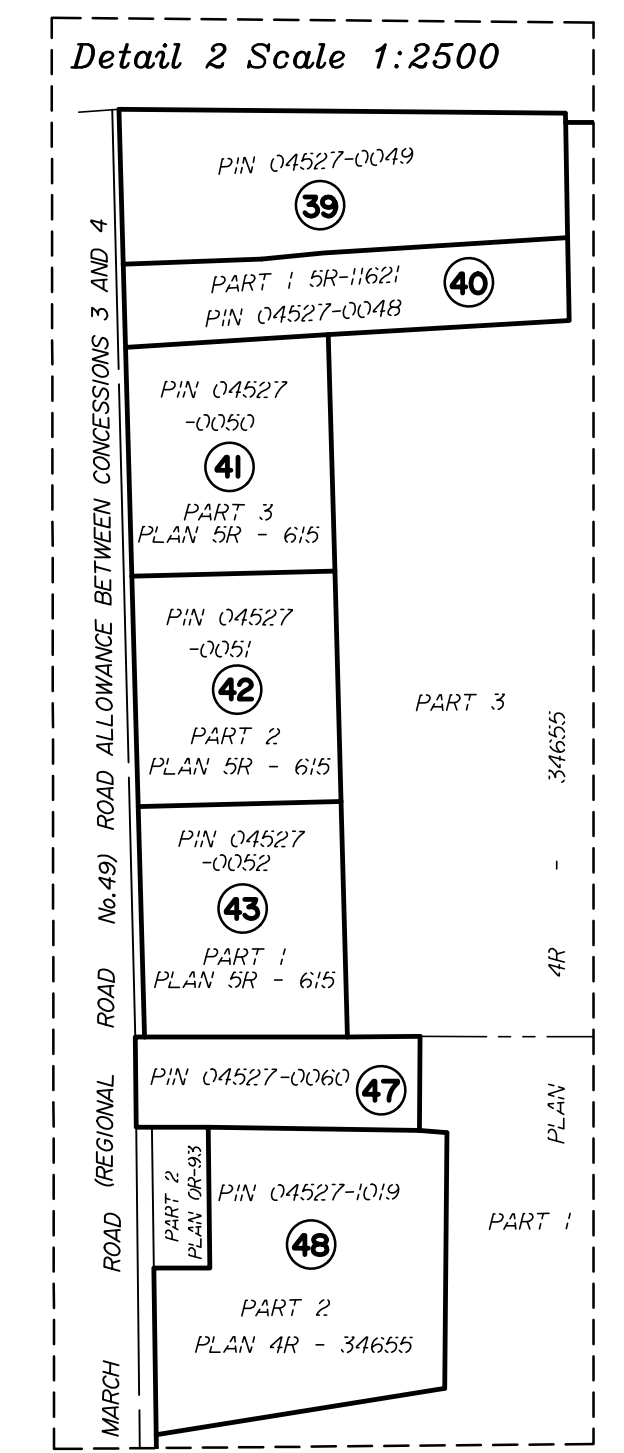 Detail 2 Scale 1:2500
PIN 04527-0049
39
PART 1 5R-11621
40
PIN 04527-0048
PIN 04527
-0050
41
PART 3
PLAN 5R - 615
PIN 04527
-0051
42
PART 2
PLAN 5R - 615
PART 3
PIN 04527
-0052
43
PART 1
PLAN 5R - 615
PIN 04527-0060
47
PART 2
PLAN OR-93
PIN 04527-1019
48
PART 2
PLAN 4R - 34655
PART 1
PLAN 4R - 34655
MARCH ROAD (REGIONAL ROAD No.49) ROAD ALLOWANCE BETWEEN CONCESSIONS 3 AND 4